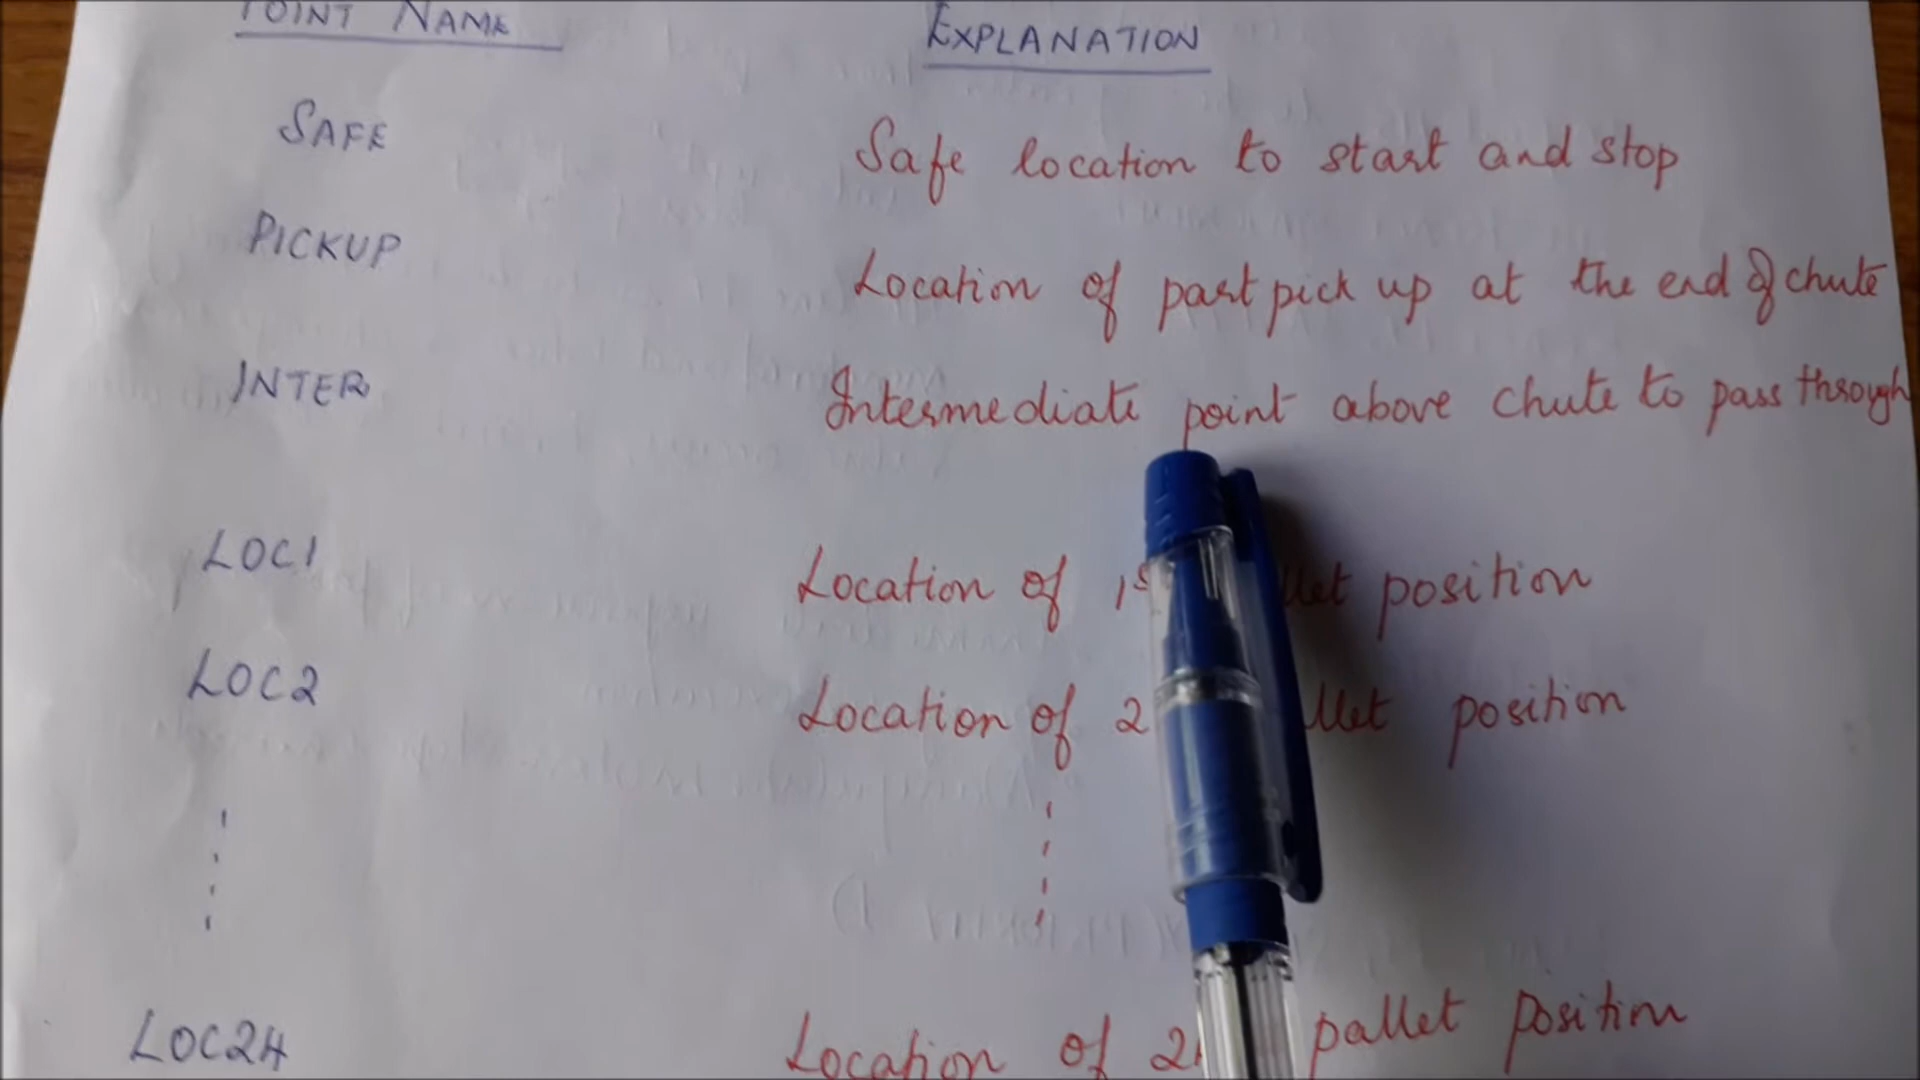 POINT NAME EXPLANATION
SAFE Safe location to start and stop
PICKUP Location of part pick up at the end of chute
INTER Intermediate point above chute to pass through
LOC1 Location of 1s position
LOC2 Location of 2 position
LOC24 Location of pallet position